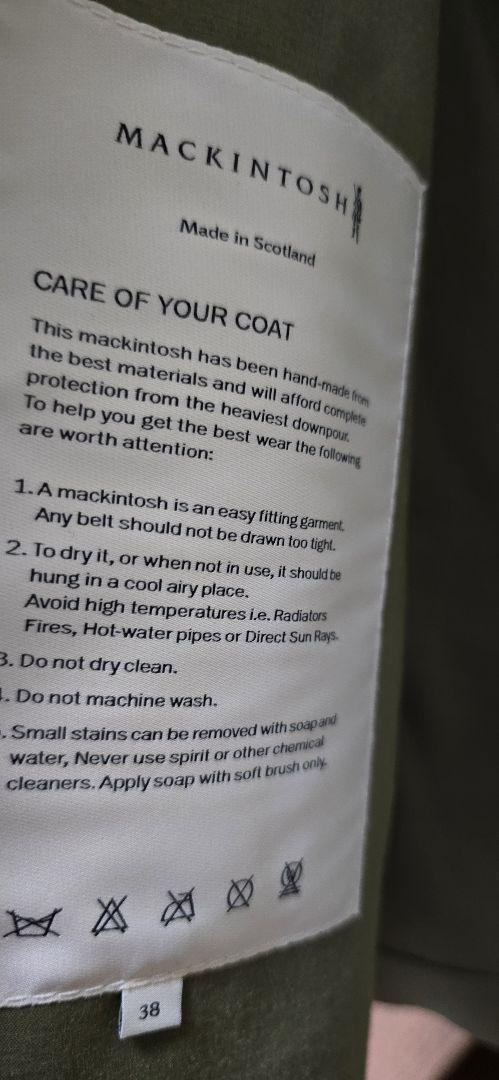 MACKINTOSH
Made in Scotland
CARE OF YOUR COAT
This mackintosh has been hand-made from
the best materials and will afford complete
protection from the heaviest downpour.
To help you get the best wear the following
are worth attention:
1. A mackintosh is an easy fitting garment.
Any belt should not be drawn too tight.
2. To dry it, or when not in use, it should be
hung in a cool airy place.
Avoid high temperatures i.e. Radiators
Fires, Hot-water pipes or Direct Sun Rays.
3. Do not dry clean.
. Do not machine wash.
. Small stains can be removed with soap and
water, Never use spirit or other chemical
cleaners. Apply soap with soft brush only.
38